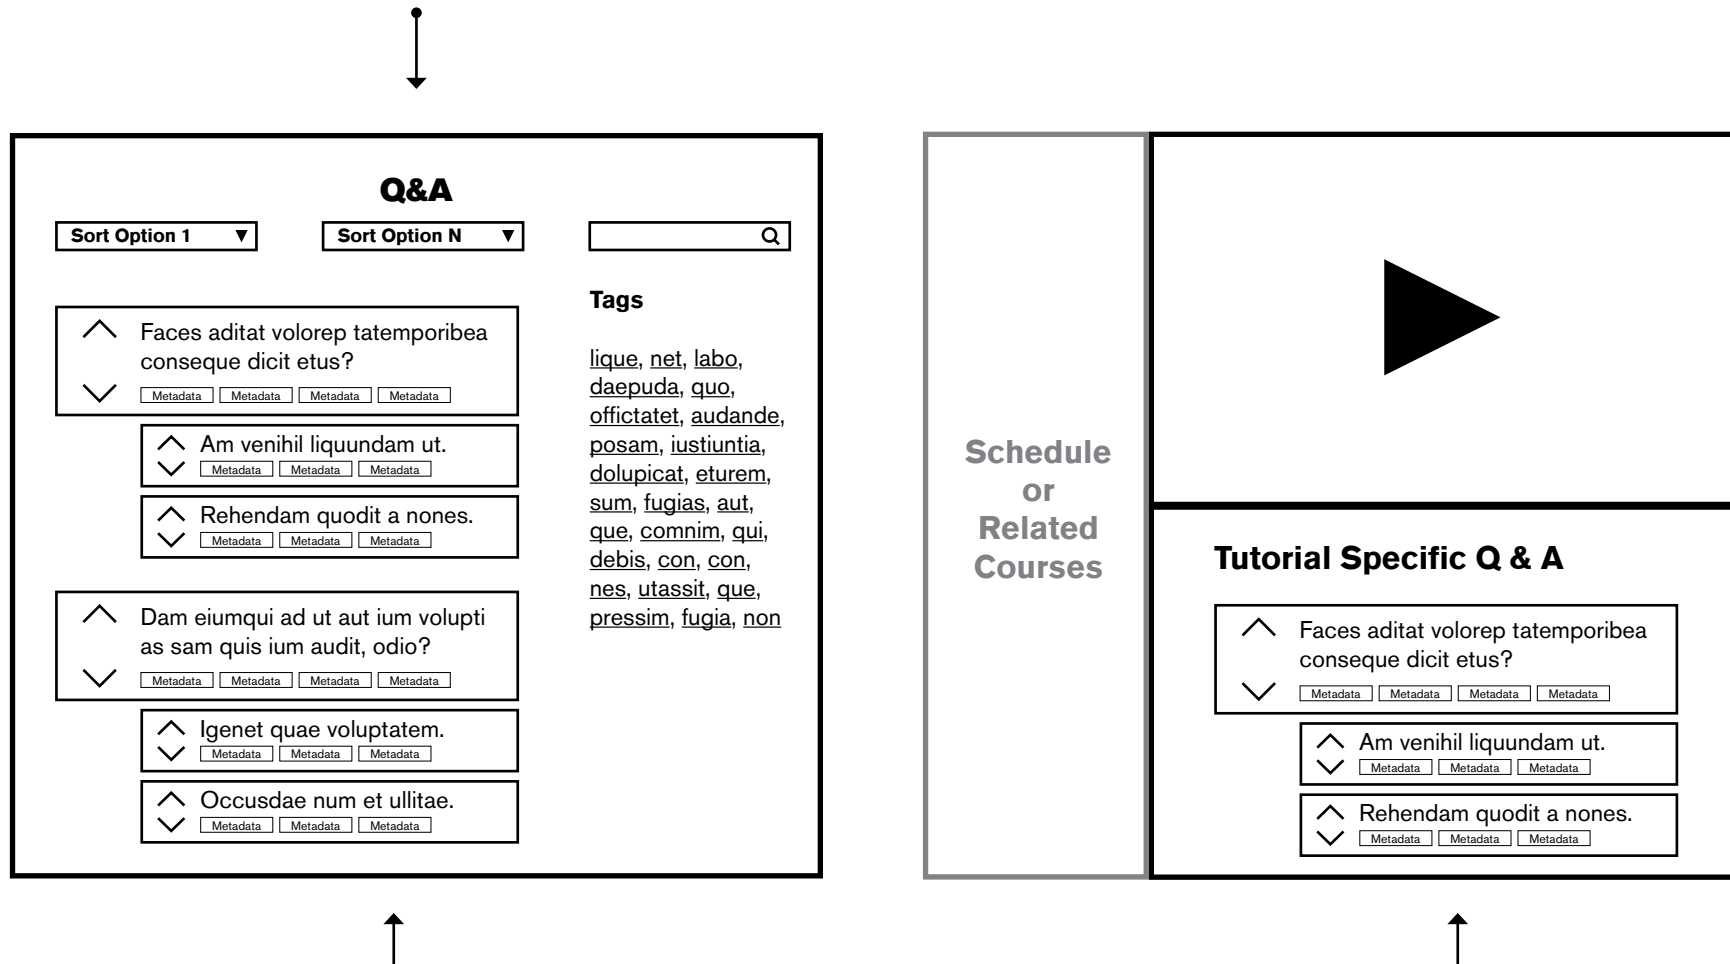 Q&A
Sort Option 1
Sort Option N
Faces aditat volorep tatemporibea
conseque dicit etus?
Metadata Metadata Metadata Metadata
Am venihil liquundam ut.
Metadata Metadata Metadata
Rehendam quodit a nones.
Metadata Metadata Metadata
Dam eiumqui ad ut aut ium volupti
as sam quis ium audit, odio?
Metadata Metadata Metadata Metadata
Igenet quae voluptatem.
Metadata Metadata Metadata
Occusdae num et ullitae.
Metadata Metadata Metadata
Tags
lique, net, labo,
daepuda, quo,
offictatet, audande,
posam, iustiuntia,
dolupicat, eturem,
sum, fugias, aut,
que, comnim, qui,
debis, con, con,
nes, utassit, que,
pressim, fugia, non
Schedule
or
Related
Courses
Tutorial Specific Q & A
Faces aditat volorep tatemporibea
conseque dicit etus?
Metadata Metadata Metadata Metadata
Am venihil liquundam ut.
Metadata Metadata Metadata
Rehendam quodit a nones.
Metadata Metadata Metadata